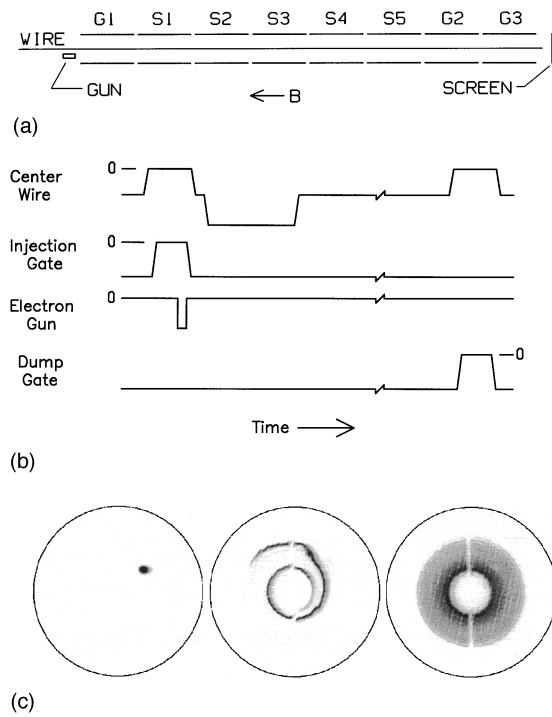 G1 S1 S2 S3 S4 S5 G2 G3
WIRE
GUN
B
SCREEN
(a)
Center
Wire
0
Injection
Gate
0
Electron
Gun
0
Dump
Gate
0
Time
(b)
(c)